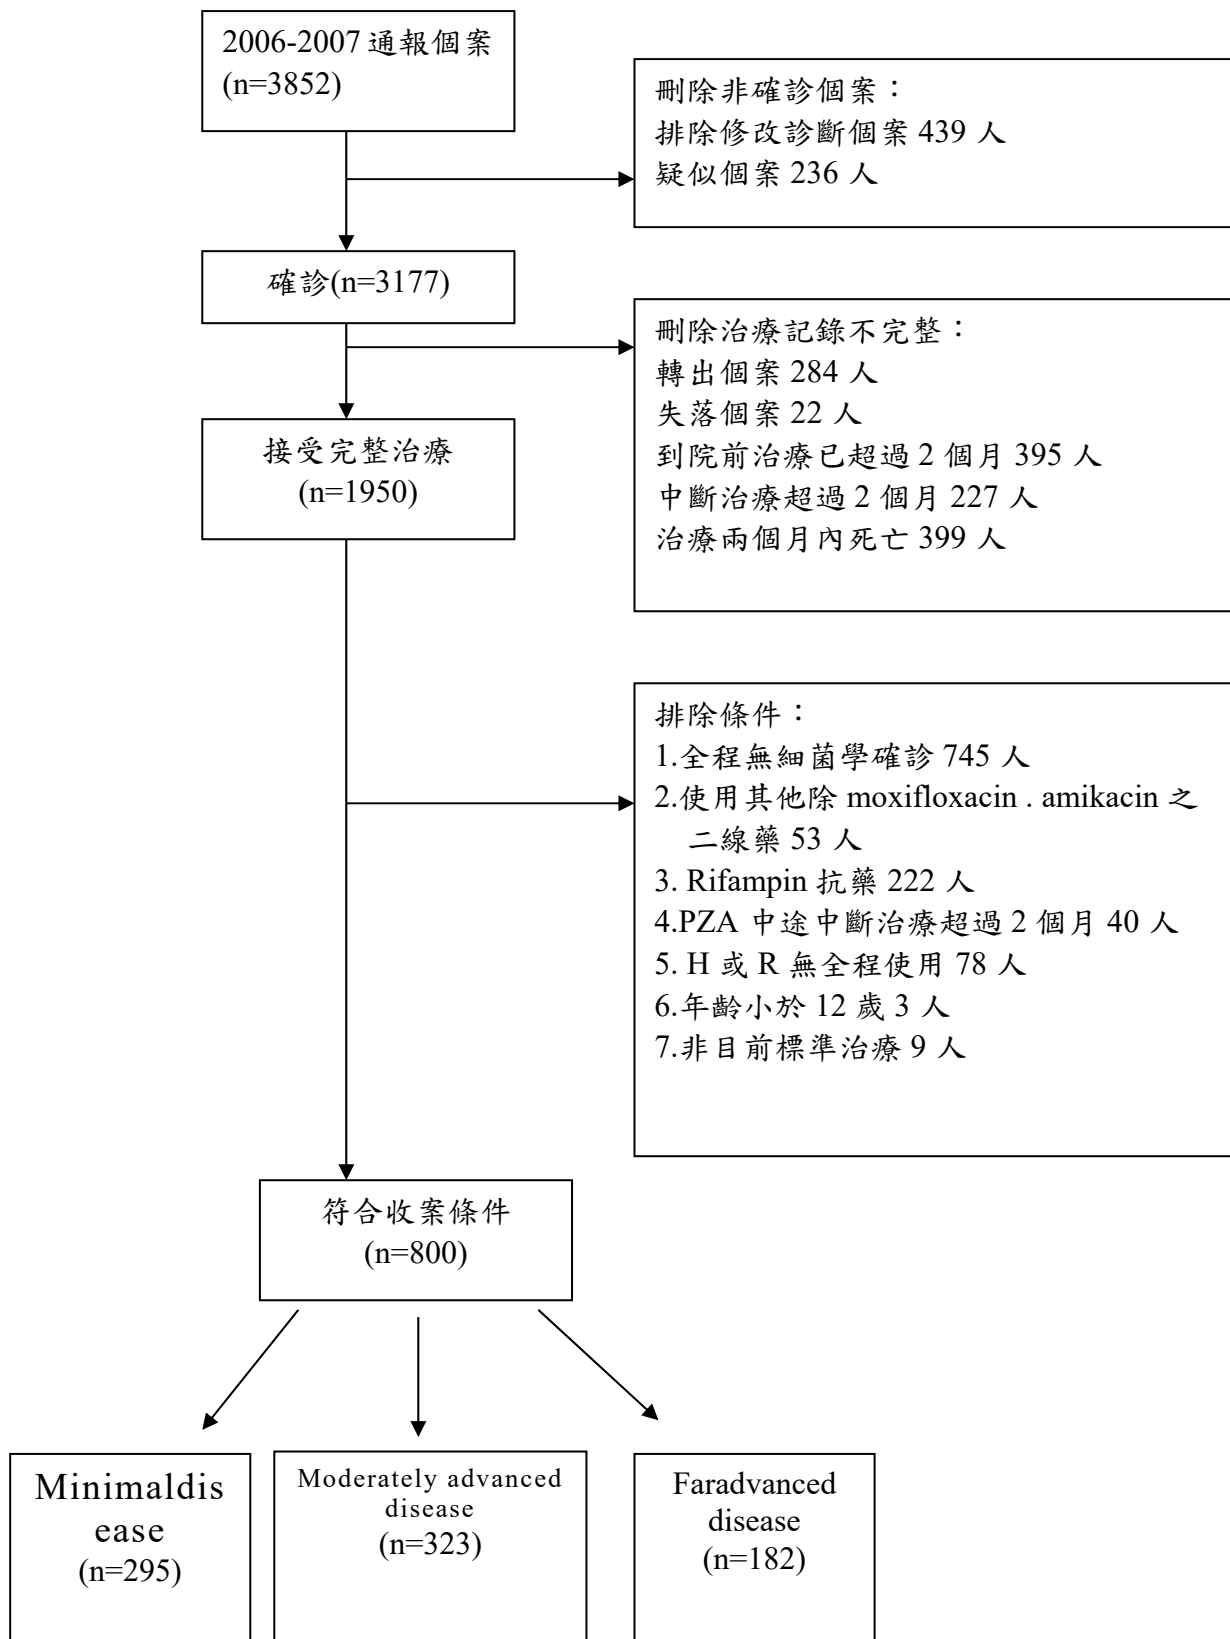 2006-2007 通報個案
(n=3852)
刪除非確診個案：
排除修改診斷個案 439 人
疑似個案 236 人
確診(n=3177)
刪除治療記錄不完整：
轉出個案 284 人
失落個案 22 人
到院前治療已超過 2 個月 395 人
中斷治療超過 2 個月 227 人
治療兩個月內死亡 399 人
接受完整治療
(n=1950)
排除條件：
1.全程無細菌學確診 745 人
2.使用其他除 moxifloxacin . amikacin 之
二線藥 53 人
3. Rifampin 抗藥 222 人
4.PZA 中途中斷治療超過 2 個月 40 人
5. H 或 R 無全程使用 78 人
6.年齡小於 12 歲 3 人
7.非目前標準治療 9 人
符合收案條件
(n=800)
Minimaldis
ease
(n=295)
Moderately advanced
disease
(n=323)
Faradvanced
disease
(n=182)